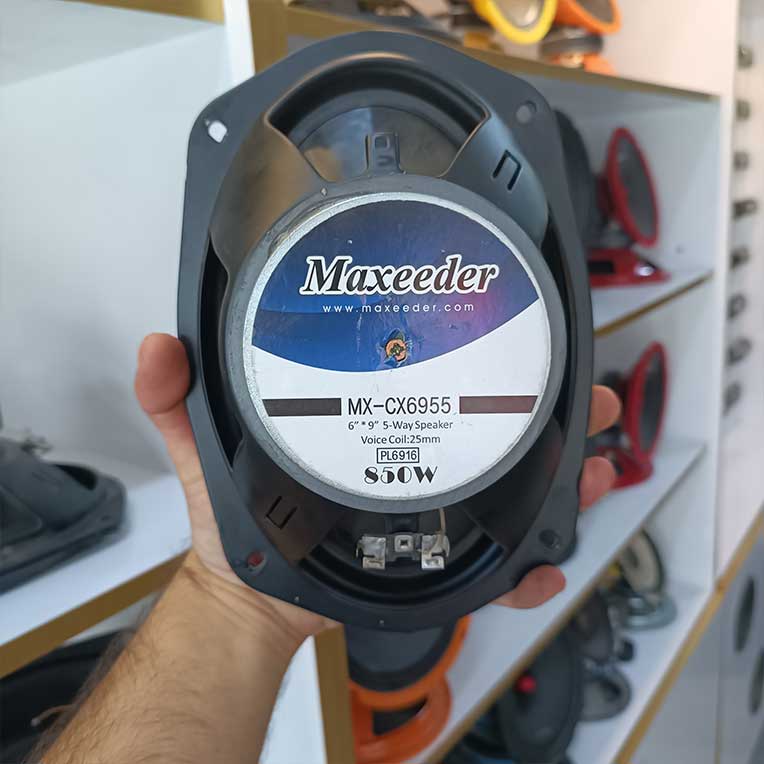 Maxeeder
www.maxeeder.com
MX-CX6955
6" * 9" 5-Way Speaker
Voice Coil:25mm
PL6916
850W